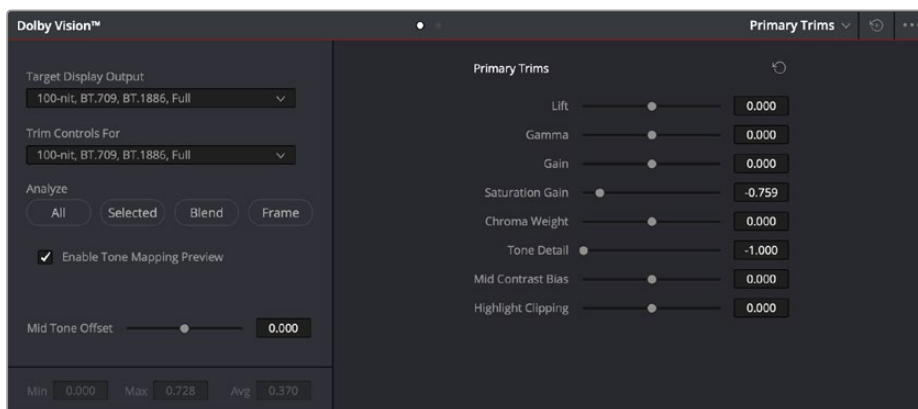 Dolby Vision™
Primary Trims
Target Display Output
100-nit, BT.709, BT.1886, Full
Trim Controls For
100-nit, BT.709, BT.1886, Full
Analyze
All Selected Blend Frame
Enable Tone Mapping Preview
Mid Tone Offset 0.000
Min 0.000 Max 0.728 Avg 0.370
Primary Trims
Lift 0.000
Gamma 0.000
Gain 0.000
Saturation Gain -0.759
Chroma Weight 0.000
Tone Detail -1.000
Mid Contrast Bias 0.000
Highlight Clipping 0.000